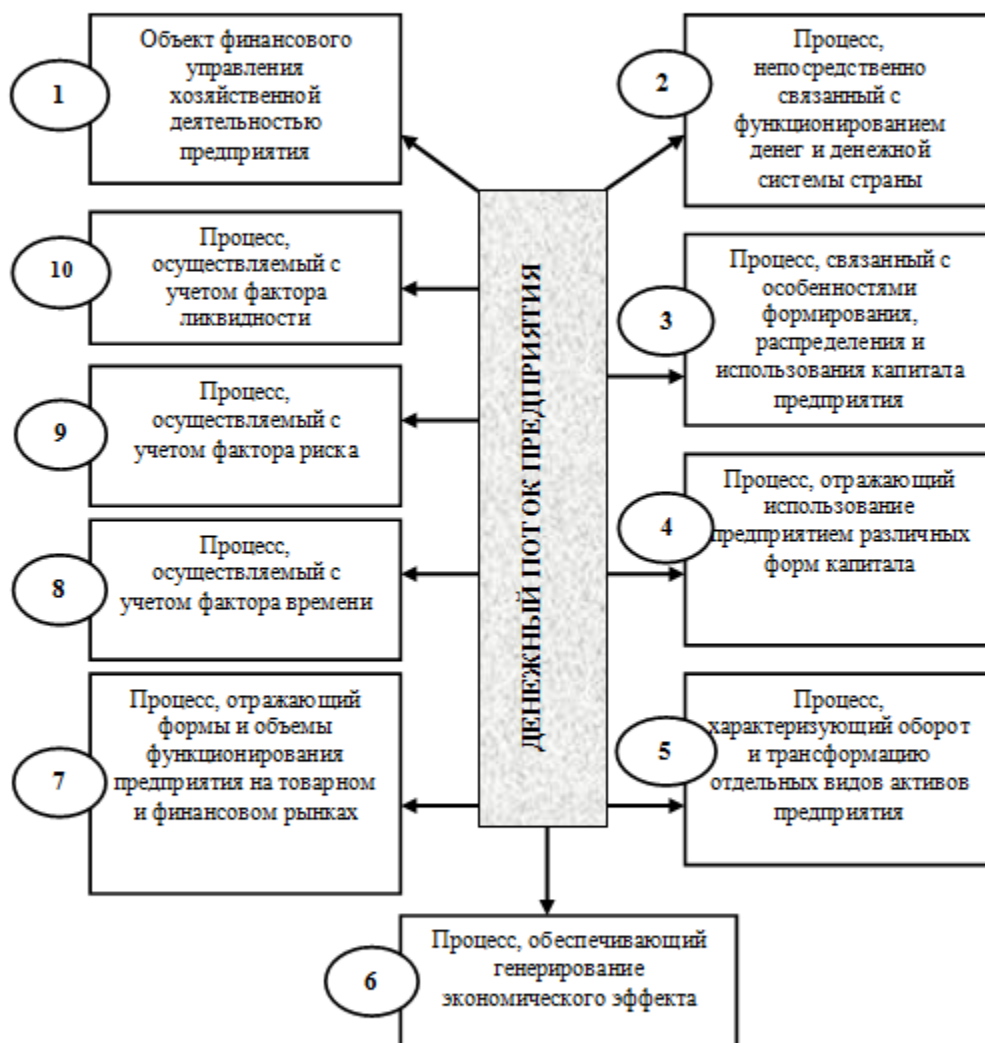 1
Объект финансового
управления
хозяйственной
деятельностью
предприятия
2
Процесс,
непосредственно
связанный с
функционированием
денег и денежной
системы страны
10
Процесс,
осуществляемый с
учетом фактора
ликвидности
3
Процесс, связанный с
особенностями
формирования,
распределения и
использования капитала
предприятия
ДЕНЕЖНЫЙ ПОТОК ПРЕДПРИЯТИЯ
9
Процесс,
осуществляемый с
учетом фактора риска
4
Процесс, отражающий
использование
предприятием различных
форм капитала
8
Процесс,
осуществляемый с
учетом фактора времени
5
Процесс,
характеризующий оборот
и трансформацию
отдельных видов активов
предприятия
7
Процесс, отражающий
формы и объемы
функционирования
предприятия на товарном
и финансовом рынках
6
Процесс, обеспечивающий
генерирование
экономического эффекта